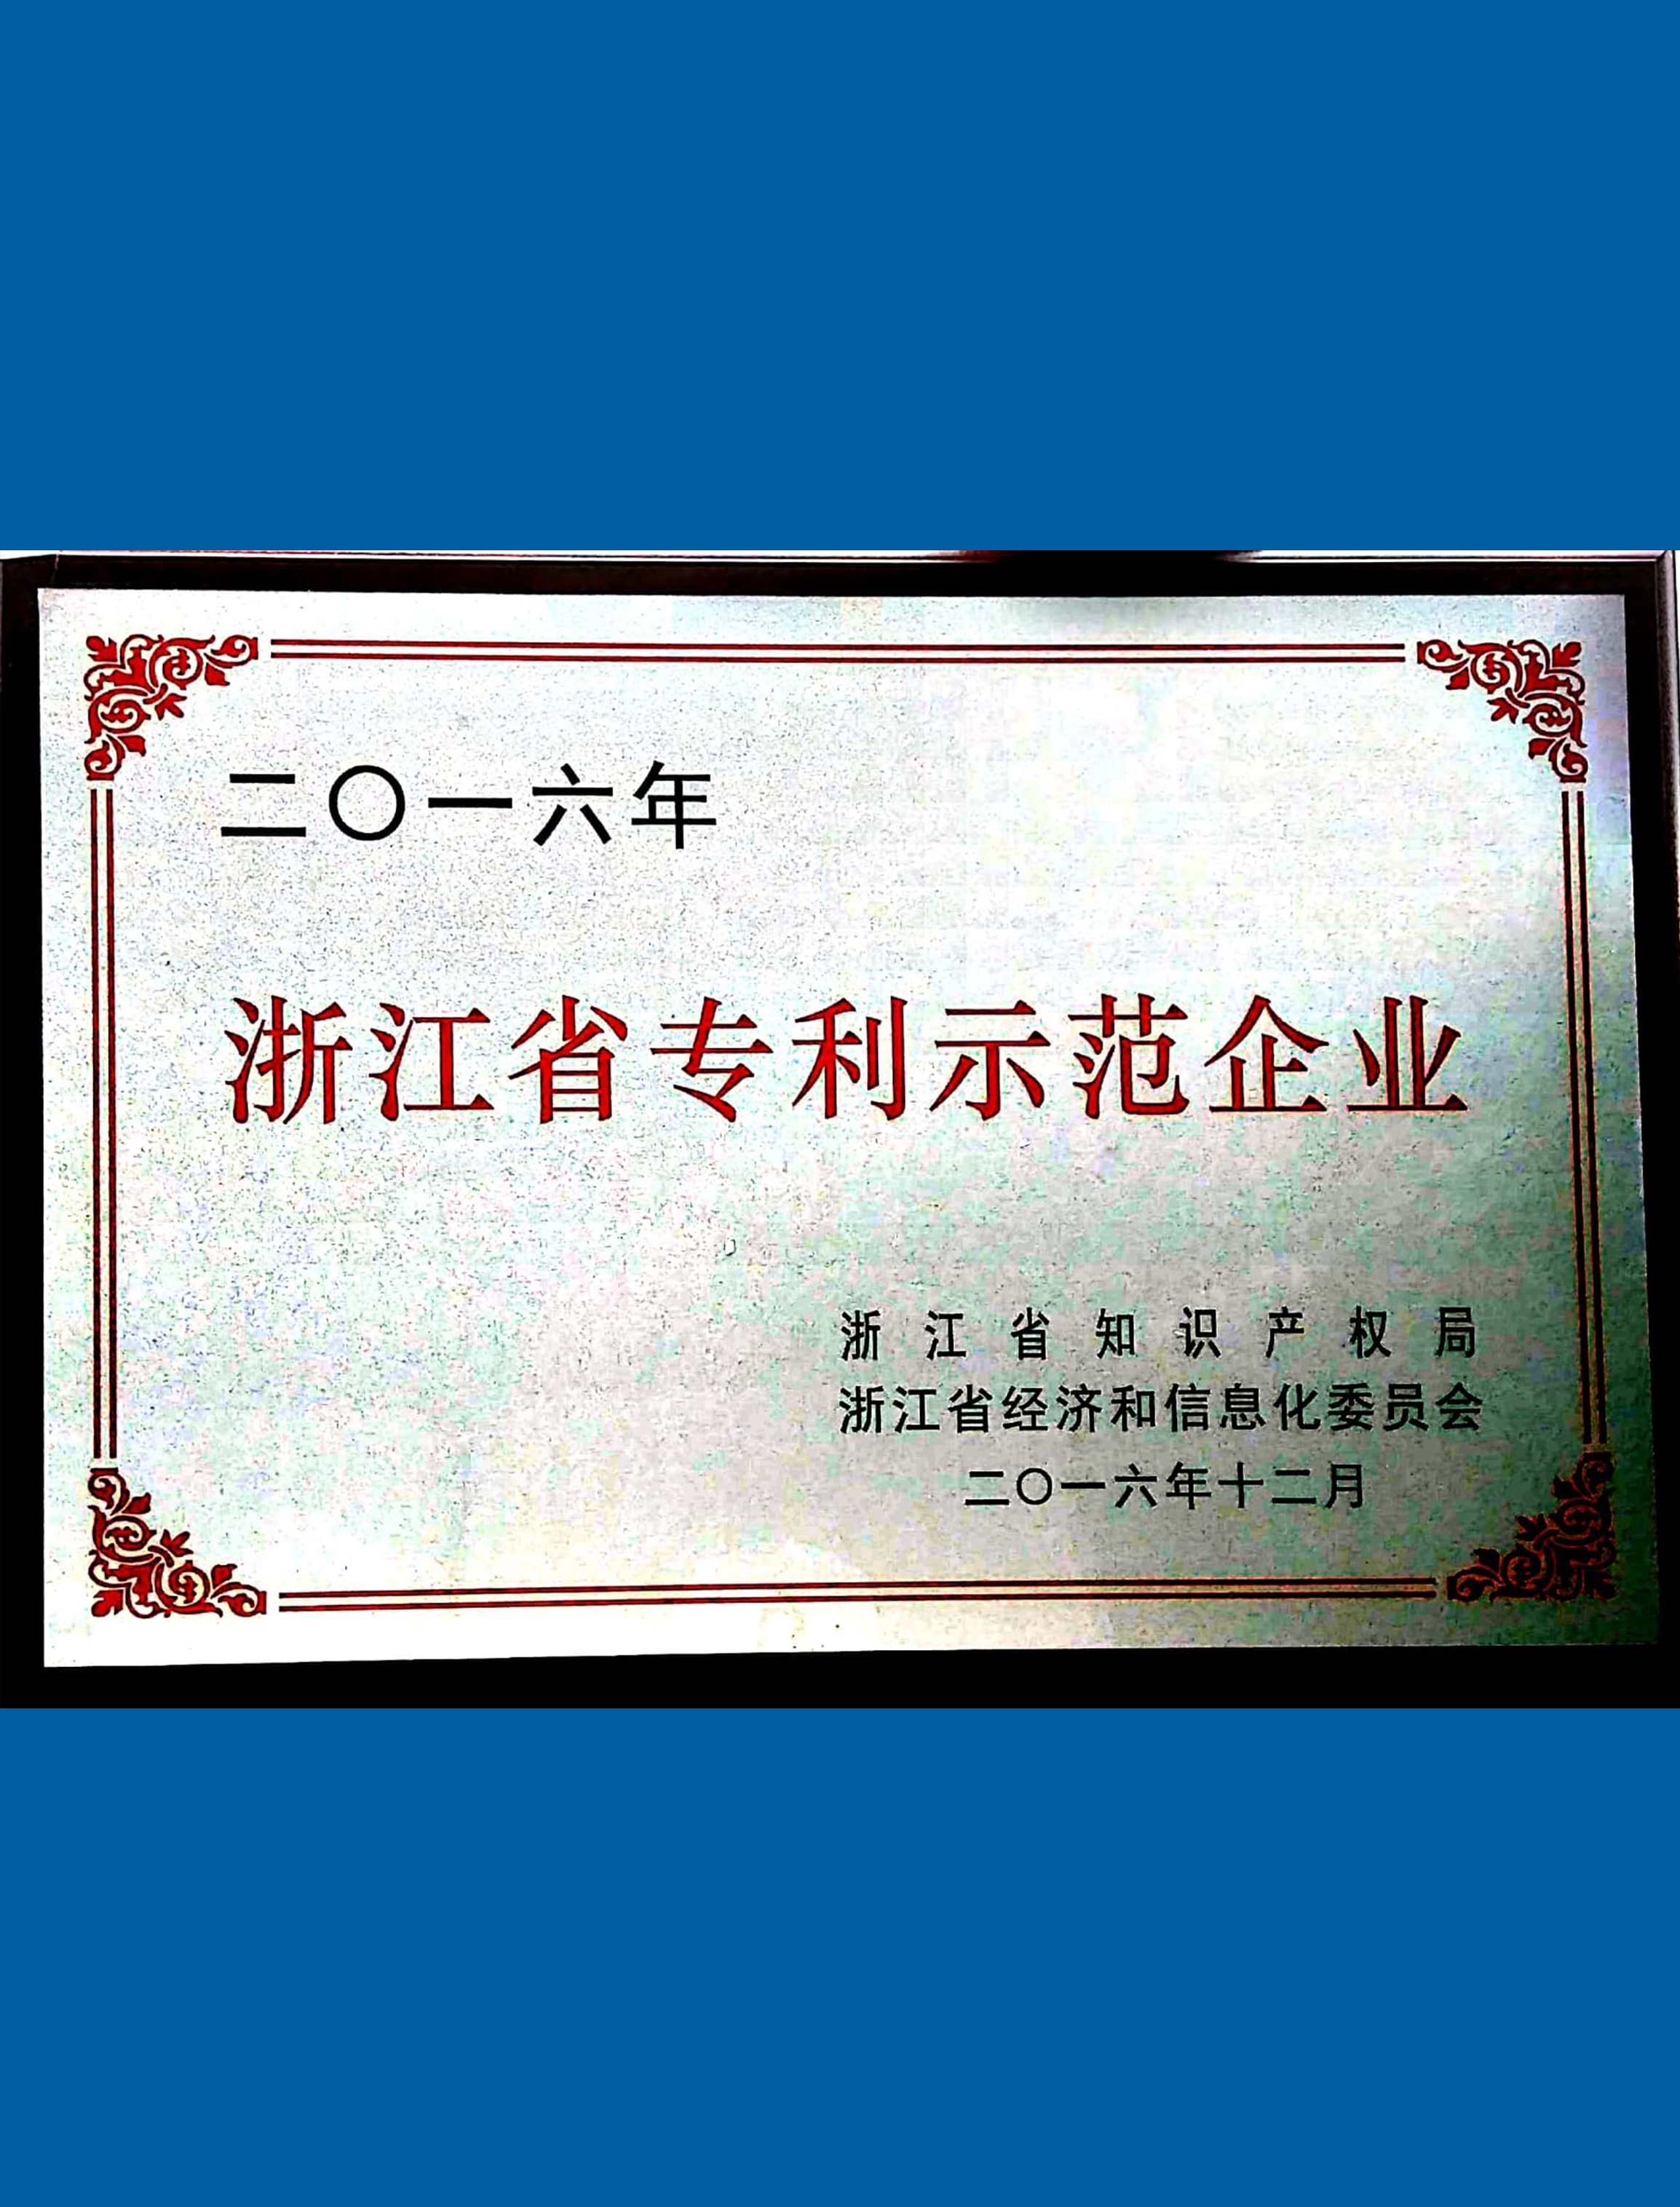 二〇一六年
浙江省专利示范企业
浙江省知识产权局
浙江省经济和信息化委员会
二〇一六年十二月